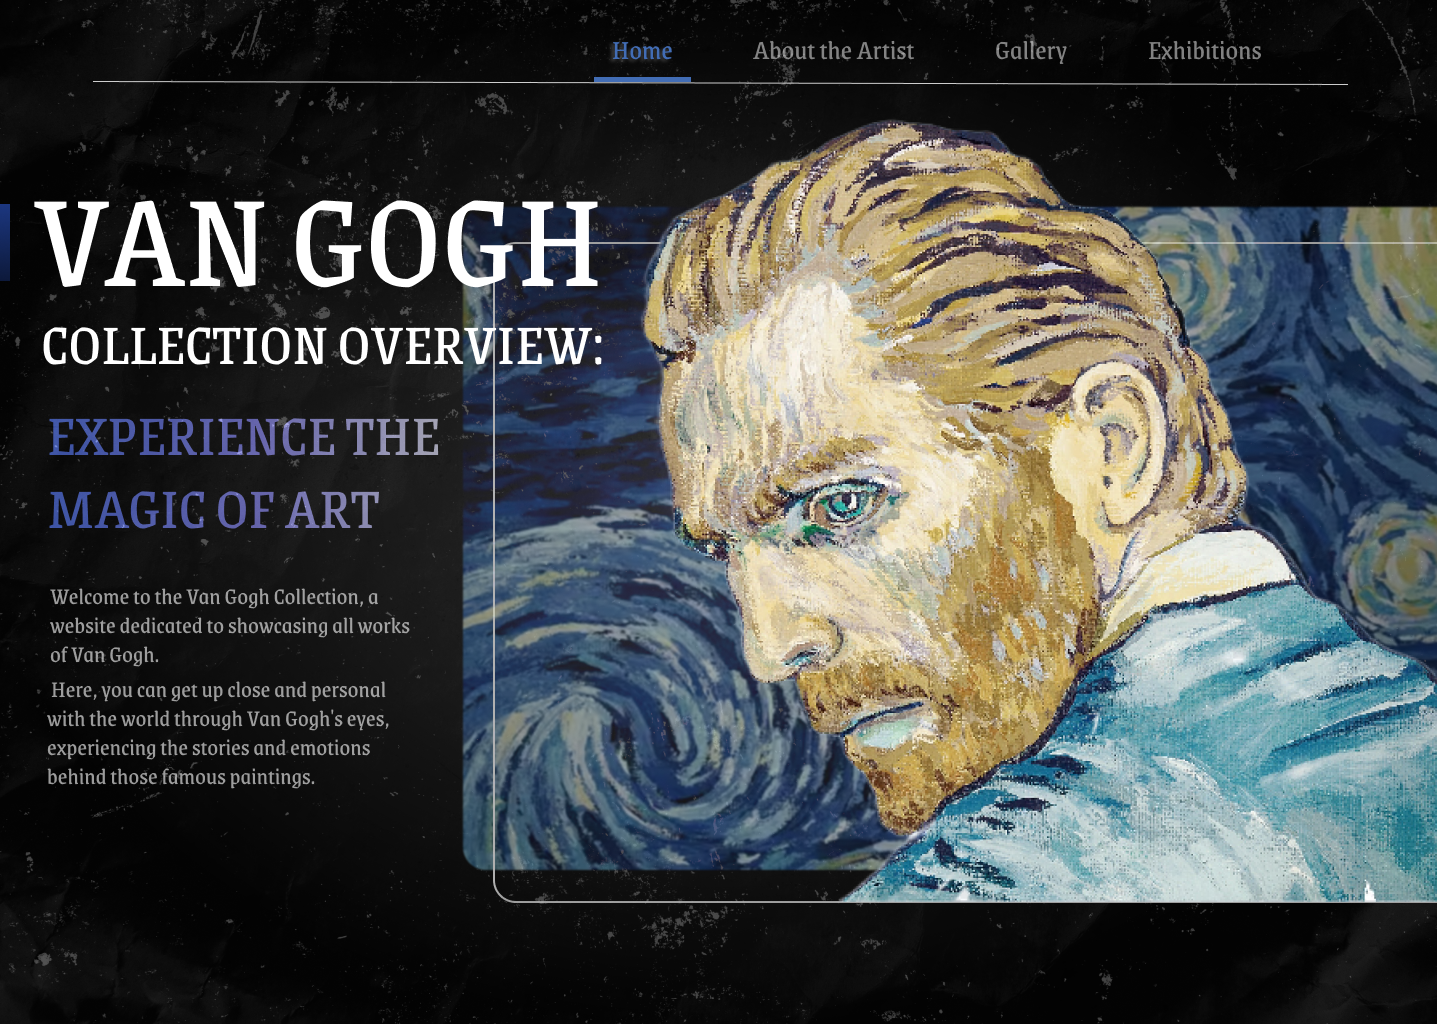 Home About the Artist Gallery Exhibitions
VAN GOGH
COLLECTION OVERVIEW:
EXPERIENCE THE
MAGIC OF ART
Welcome to the Van Gogh Collection, a
website dedicated to showcasing all works
of Van Gogh.
Here, you can get up close and personal
with the world through Van Gogh's eyes,
experiencing the stories and emotions
behind those famous paintings.